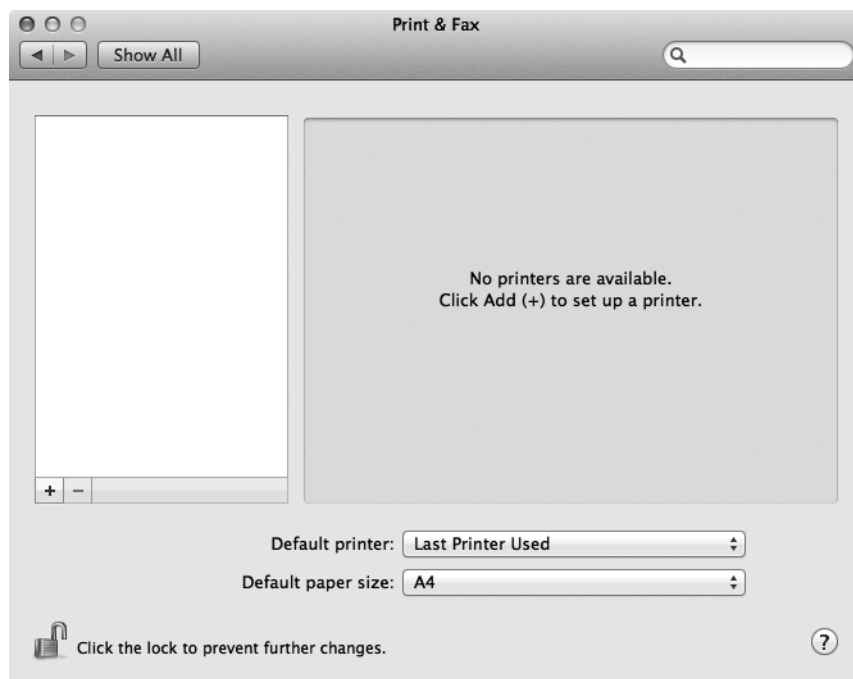 Print & Fax
Show All
No printers are available.
Click Add (+) to set up a printer.
+ −
Default printer: Last Printer Used
Default paper size: A4
Click the lock to prevent further changes.
?